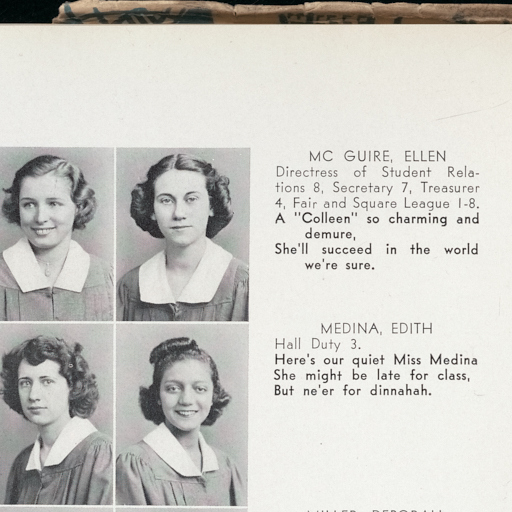 MC GUIRE, ELLEN
Directress of Student Rela-
tions 8, Secretary 7, Treasurer
4, Fair and Square League 1-8.
A "Colleen" so charming and
demure,
She'll succeed in the world
we're sure.
MEDINA, EDITH
Hall Duty 3.
Here's our quiet Miss Medina
She might be late for class,
But ne'er for dinnahah.